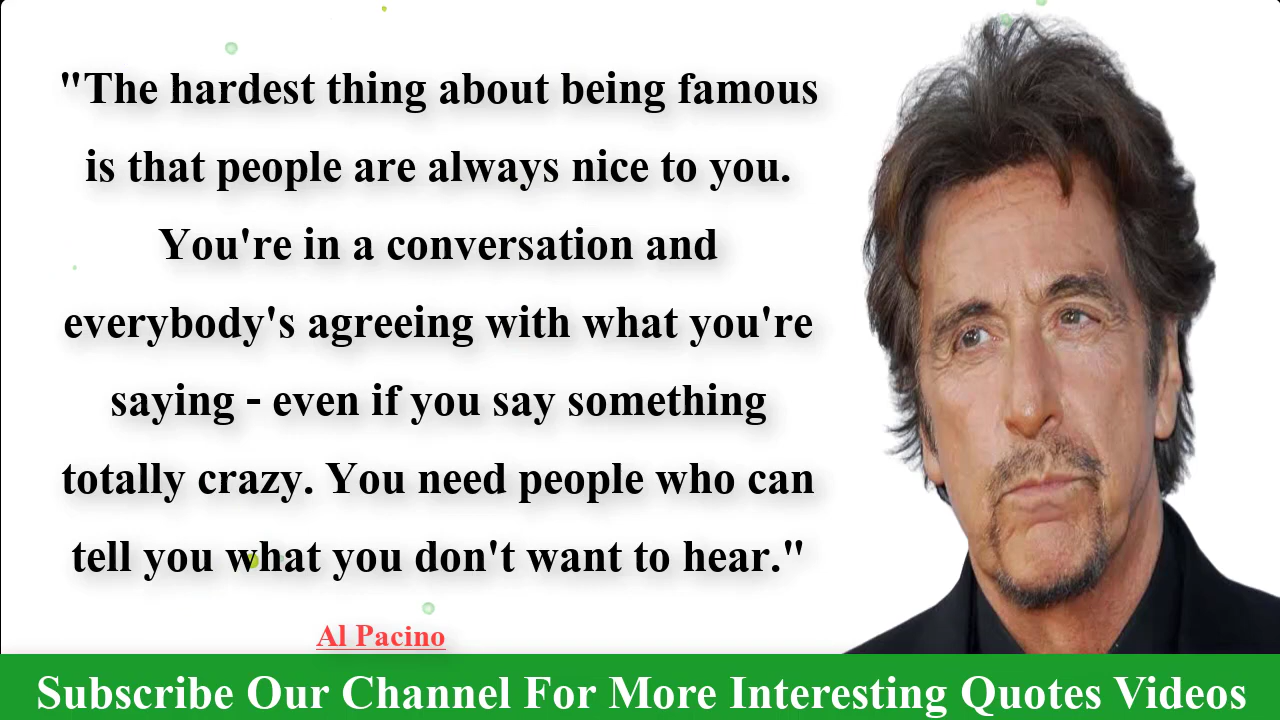 "The hardest thing about being famous
is that people are always nice to you.
You're in a conversation and
everybody's agreeing with what you're
saying - even if you say something
totally crazy. You need people who can
tell you what you don't want to hear."
Al Pacino
Subscribe Our Channel For More Interesting Quotes Videos